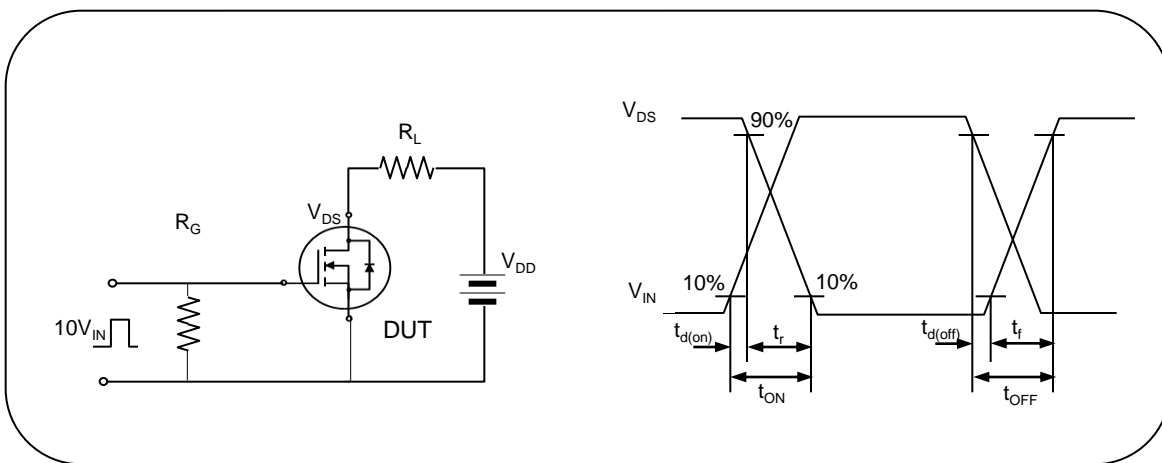 R_L
V_DS
R_G
V_DD
10V_IN
DUT
V_DS
90%
10%
10%
V_IN
t_d(on)
t_r
t_d(off)
t_f
t_ON
t_OFF